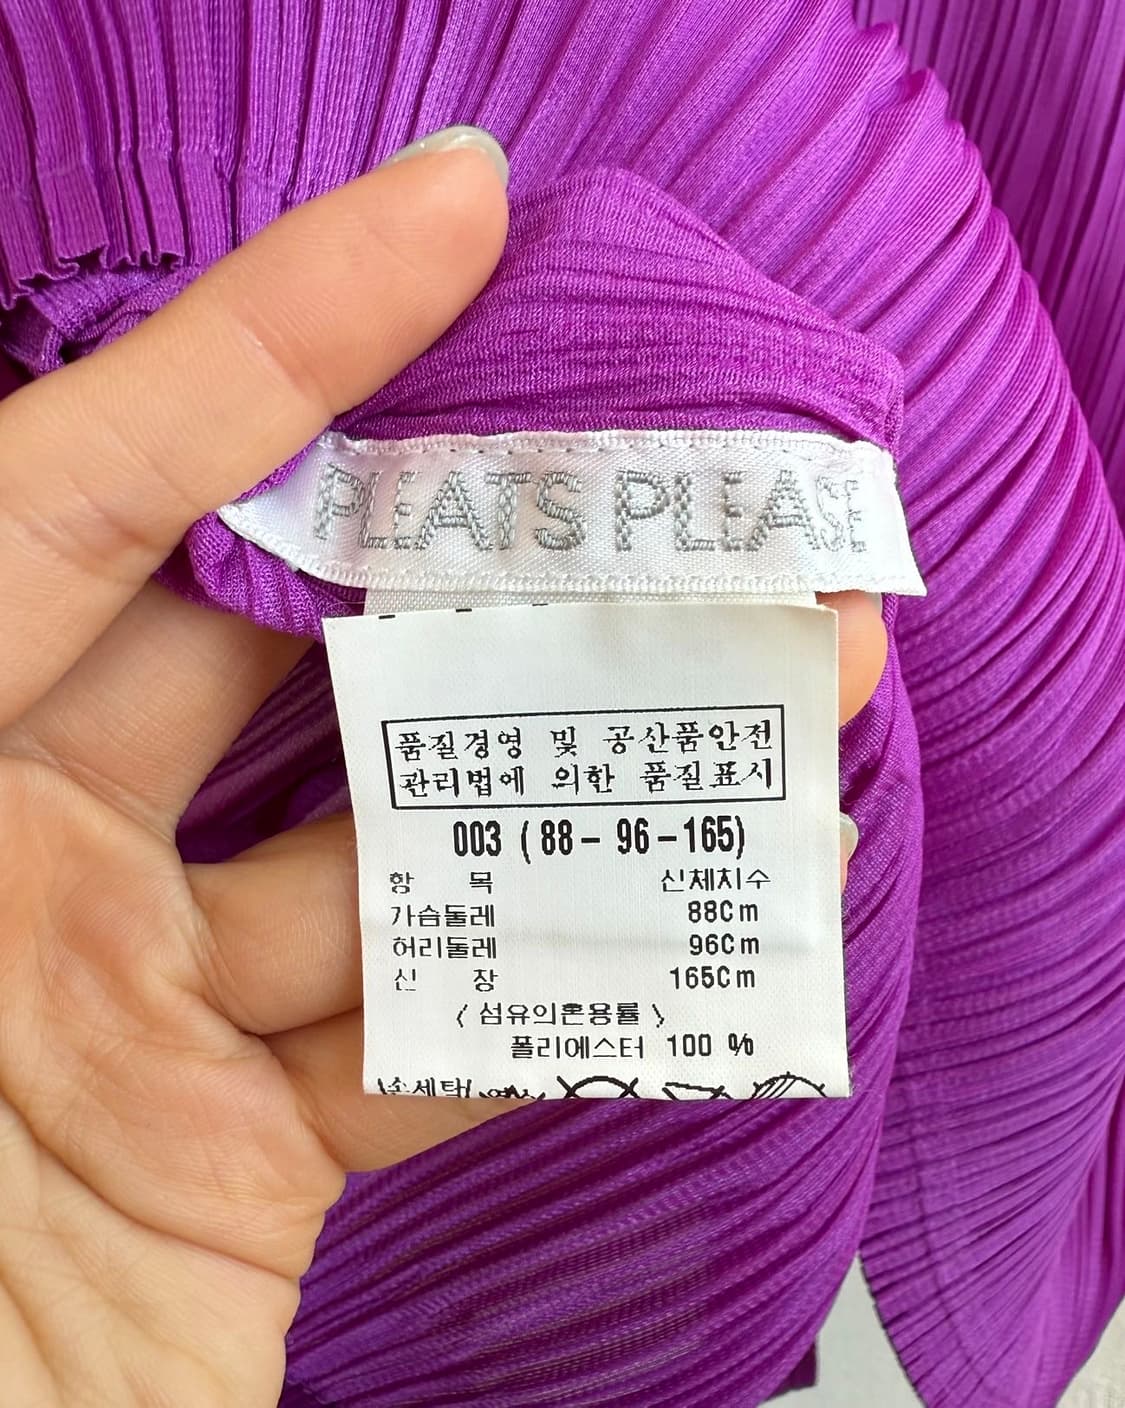 PLEATS PLEASE
품질경영 및 공산품안전
관리법에 의한 품질표시
003 (88-96-165)
항 목 신체치수
가슴둘레 88Cm
허리둘레 96Cm
신 장 165Cm
〈섬유의혼용률〉
폴리에스터 100 %
손세탁